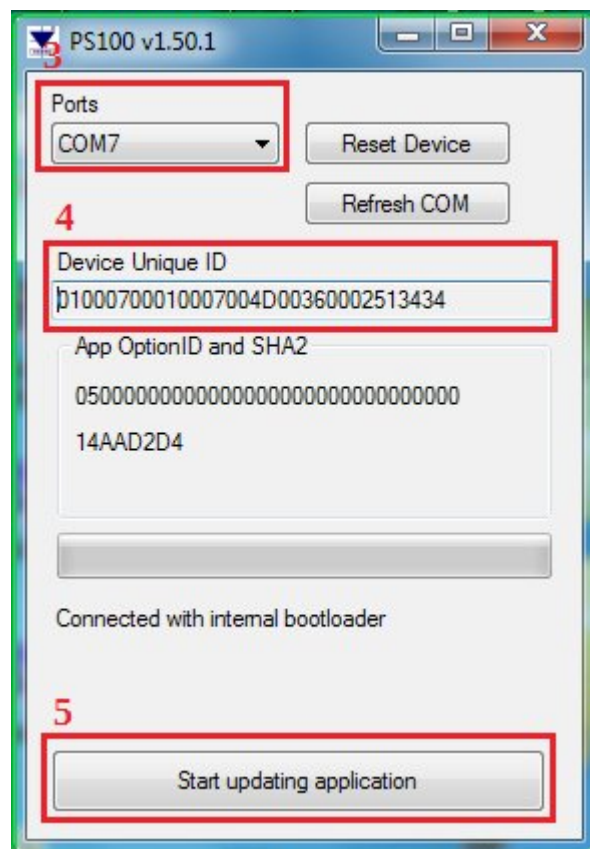 PS100 v1.50.1
3
Ports
COM7
Reset Device
Refresh COM
4
Device Unique ID
01000700010007004D00360002513434
App OptionID and SHA2
05000000000000000000000000000000
14AAD2D4
Connected with internal bootloader
5
Start updating application